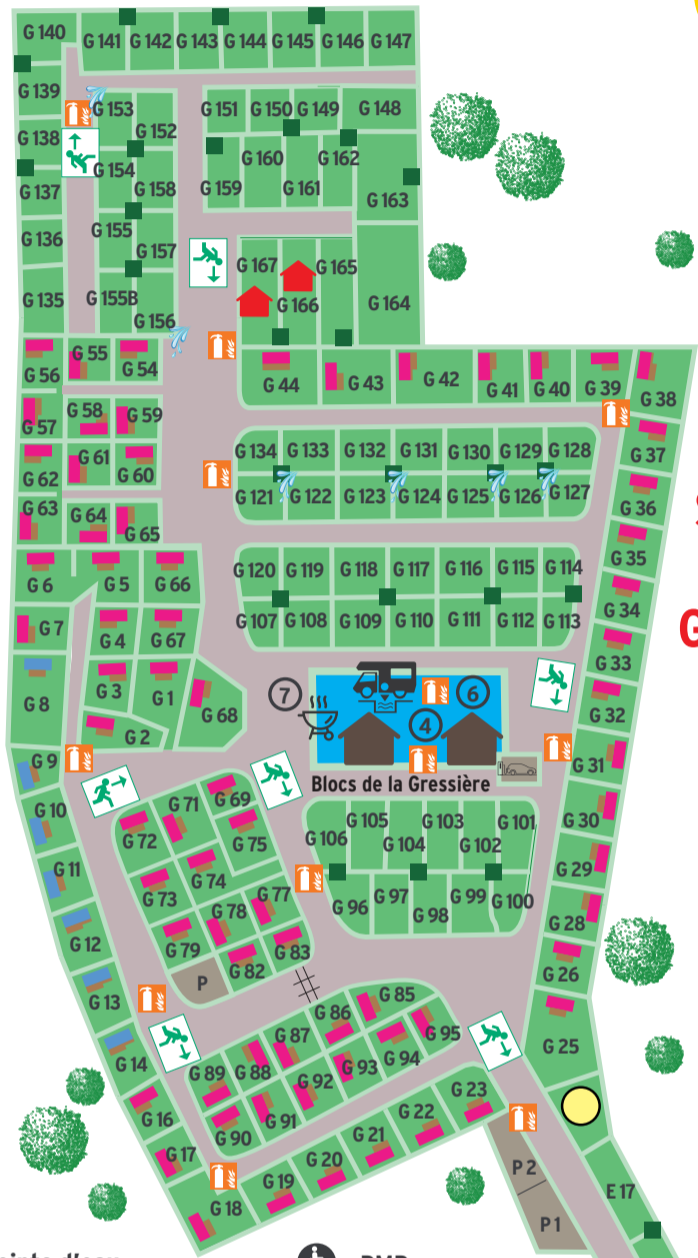 G 140
G 141 G 142 G 143 G 144 G 145 G 146 G 147
G 139
G 153
G 151 G 150 G 149 G 148
G 138
G 152
G 154
G 160 G 162
G 137
G 158
G 159 G 161
G 163
G 136
G 155
G 157
G 167 G 165
G 135
G 155B
G 166
G 164
G 156
G 56 G 55 G 54
G 44 G 43 G 42 G 41 G 40 G 39 G 38
G 57 G 58 G 59
G 37
G 134 G 133 G 132 G 131 G 130 G 129 G 128
G 62 G 61 G 60
G 121 G 122 G 123 G 124 G 125 G 126 G 127
G 36
G 63 G 64 G 65
G 35
G 120 G 119 G 118 G 117 G 116 G 115 G 114
G 6 G 5 G 66
G 34
G 107 G 108 G 109 G 110 G 111 G 112 G 113
G 7 G 4 G 67
G 33
G 8 G 3 G 1 G 68
7 6
4
G 32
G 2
G 9
G 31
Blocs de la Gressière
G 10
G 72 G 71 G 69
G 106 G 105 G 104 G 103 G 102 G 101
G 30
G 75
G 11
G 73 G 74
G 29
G 77
G 96 G 97 G 98 G 99 G 100
G 78
G 28
G 12
G 79 G 82 G 83
G 26
P
G 13
G 86 G 85
G 95
G 25
G 14
G 89 G 88 G 87
G 94
G 93
G 92
G 16
G 90 G 91
G 23
G 22
G 17
G 21
G 20
G 19
G 18
P 2
E 17
P 1
PMR